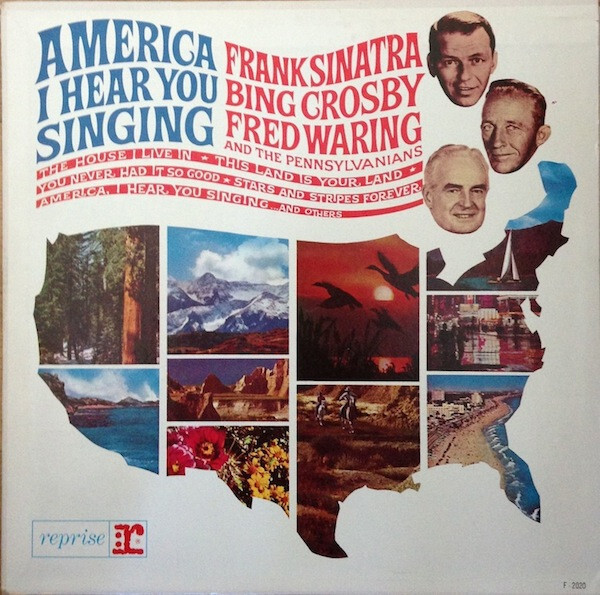 AMERICA
I HEAR YOU
SINGING
FRANK SINATRA
BING CROSBY
FRED WARING
AND THE PENNSYLVANIANS
THE HOUSE I LIVE IN ★ THIS LAND IS YOUR LAND ★
YOU NEVER HAD IT SO GOOD ★ STARS AND STRIPES FOREVER
AMERICA, I HEAR YOU SINGING...AND OTHERS
reprise r:
F-2020